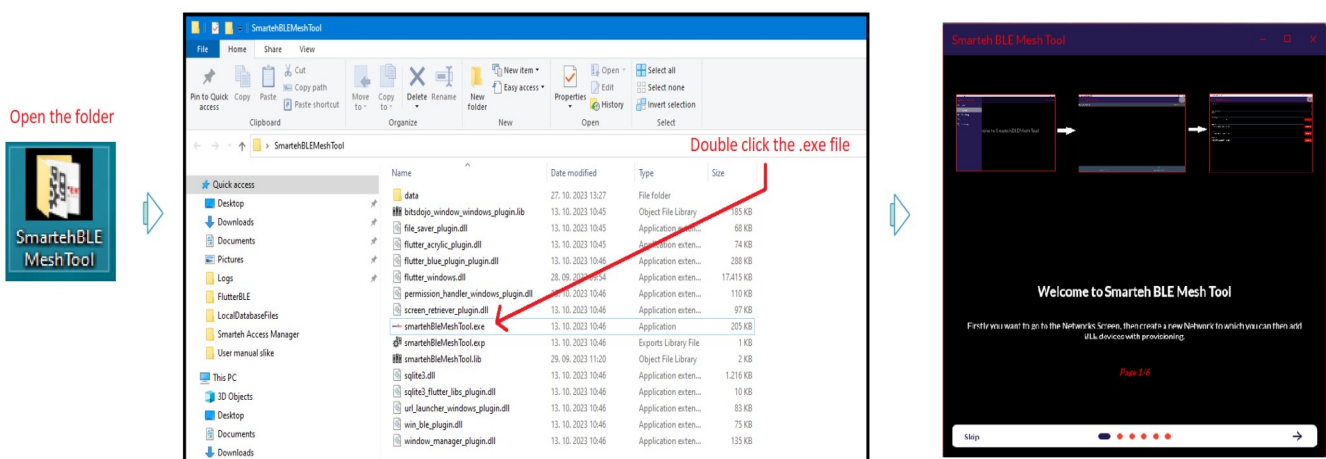 Open the folder
SmartehBLE
MeshTool
SmartehBLEMeshTool
File Home Share View
Pin to Quick access
Copy
Paste
Cut
Copy path
Paste shortcut
Clipboard
Move to
Copy to
Delete
Rename
Organize
New folder
New item
Easy access
New
Properties
Open
Edit
History
Open
Select all
Select none
Invert selection
Select
SmartehBLEMeshTool
Double click the .exe file
Quick access
Desktop
Downloads
Documents
Pictures
Logs
FlutterBLE
LocalDatabaseFiles
Smarteh Access Manager
User manual slike
This PC
3D Objects
Desktop
Documents
Downloads
Name Date modified Type Size
data 27. 10. 2023 13:27 File folder
bitsdojo_window_windows_plugin.lib 13. 10. 2023 10:45 Object File Library 185 KB
file_saver_plugin.dll 13. 10. 2023 10:45 Application exten... 68 KB
flutter_acrylic_plugin.dll 13. 10. 2023 10:45 Application exten... 74 KB
flutter_blue_plugin_plugin.dll 13. 10. 2023 10:46 Application exten... 288 KB
flutter_windows.dll 28. 09. 2023 Application exten... 17.415 KB
permission_handler_windows_plugin.dll 13. 10. 2023 10:46 Application exten... 110 KB
screen_retriever_plugin.dll 13. 10. 2023 10:46 Application exten... 97 KB
smartehBleMeshTool.exe 13. 10. 2023 10:46 Application 205 KB
smartehBleMeshTool.exp 13. 10. 2023 10:46 Exports Library File 1 KB
smartehBleMeshTool.lib 29. 09. 2023 11:20 Object File Library 2 KB
sqlite3.dll 13. 10. 2023 10:46 Application exten... 1.216 KB
sqlite3_flutter_libs_plugin.dll 13. 10. 2023 10:46 Application exten... 10 KB
url_launcher_windows_plugin.dll 13. 10. 2023 10:46 Application exten... 83 KB
win_ble_plugin.dll 13. 10. 2023 10:46 Application exten... 75 KB
window_manager_plugin.dll 13. 10. 2023 10:46 Application exten... 135 KB
Smarteh BLE Mesh Tool
Welcome to Smarteh BLE Mesh Tool
Firstly you want to go to the Networks Screen, then create a new Network to which you can then add
BLE devices with provisioning.
Page 1/6
Skip